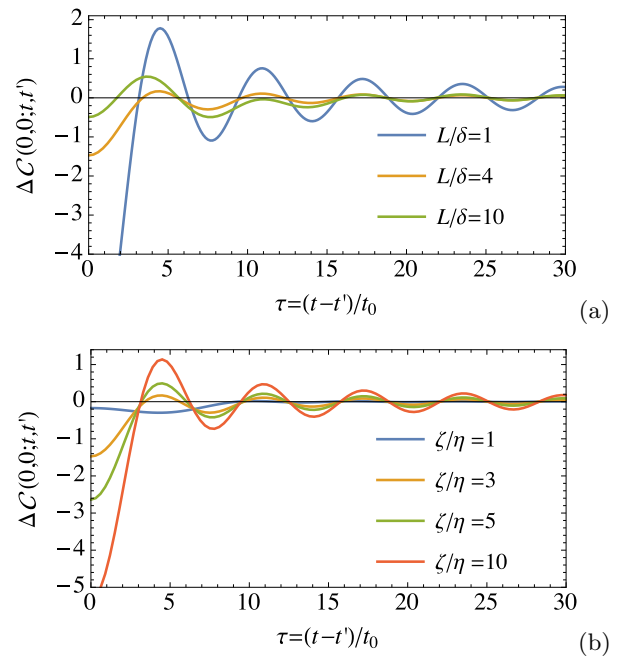 2
1
0
-1
-2
-3
-4
ΔC(0,0;t,t')
L/δ=1
L/δ=4
L/δ=10
0 5 10 15 20 25 30
τ=(t-t')/t₀
(a)
1
0
-1
-2
-3
-4
-5
ΔC(0,0;t,t')
ζ/η =1
ζ/η =3
ζ/η =5
ζ/η =10
0 5 10 15 20 25 30
τ=(t-t')/t₀
(b)